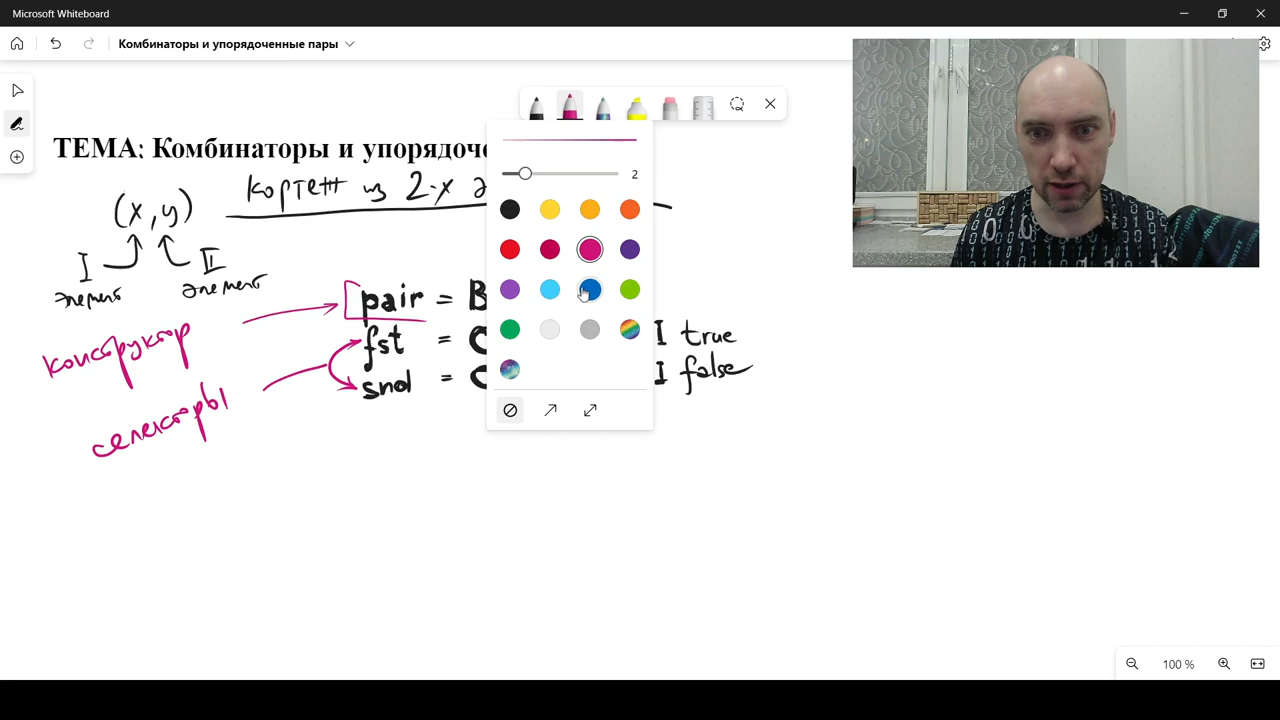 Microsoft Whiteboard
Комбинаторы и упорядоченные пары
ТЕМА: Комбинаторы и упорядоче
(x, y)
кортеж из 2-х
I
элемент
II
элемент
2
pair = B
fst = C I true
snd = C I false
конструктор
селекторы
100 %